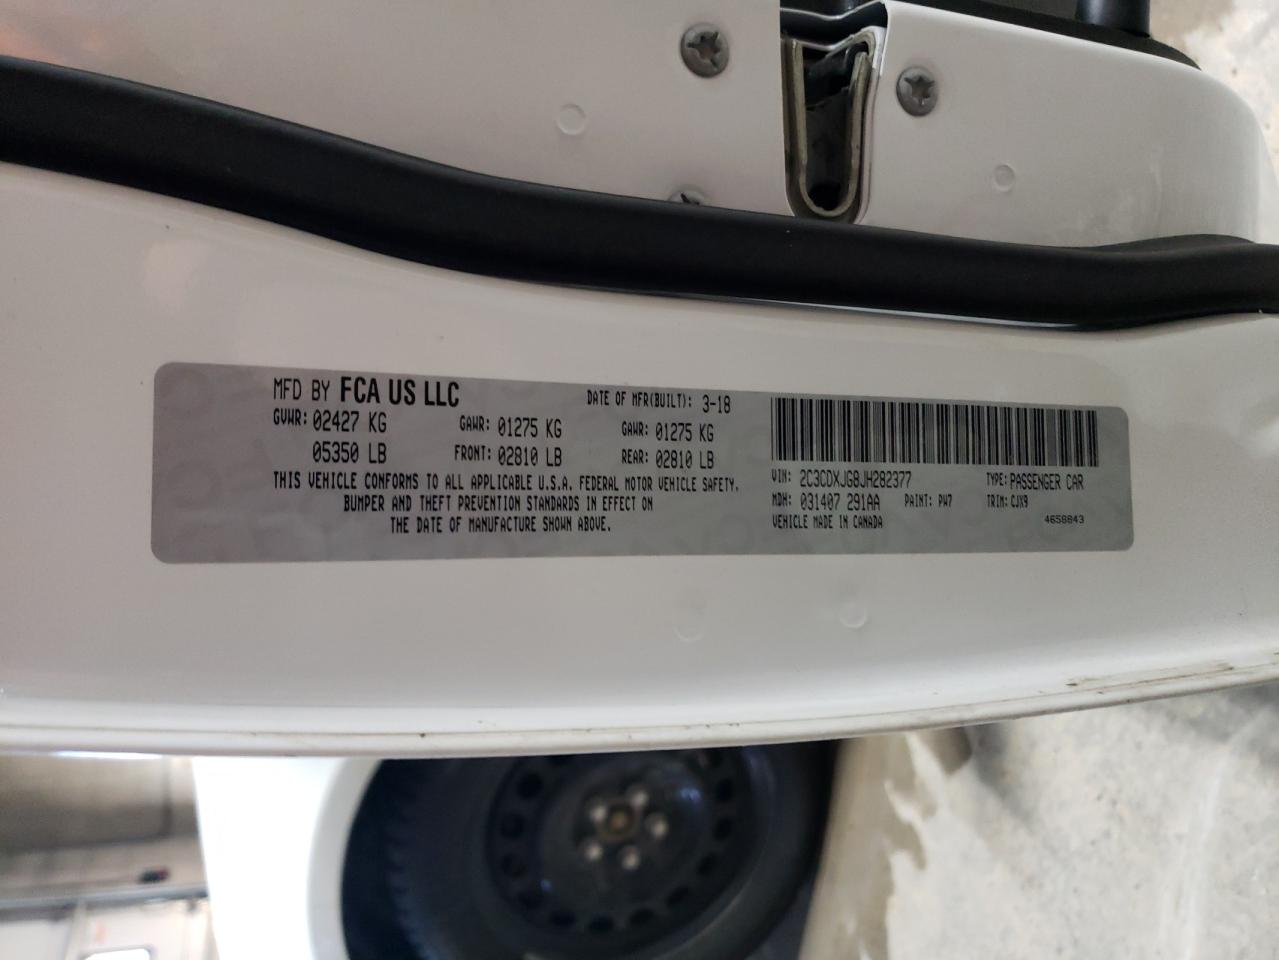 MFD BY FCA US LLC DATE OF MFR(BUILT): 3-18
GVWR: 02427 KG GAWR: 01275 KG GAWR: 01275 KG
05350 LB FRONT: 02810 LB REAR: 02810 LB
THIS VEHICLE CONFORMS TO ALL APPLICABLE U.S.A. FEDERAL MOTOR VEHICLE SAFETY,
BUMPER AND THEFT PREVENTION STANDARDS IN EFFECT ON
THE DATE OF MANUFACTURE SHOWN ABOVE.
VIN: 2C3CDXJG8JH282377 TYPE: PASSENGER CAR
MDH: 031407 291AA PAINT: PW7 TRIM: CJX9
VEHICLE MADE IN CANADA 4658843